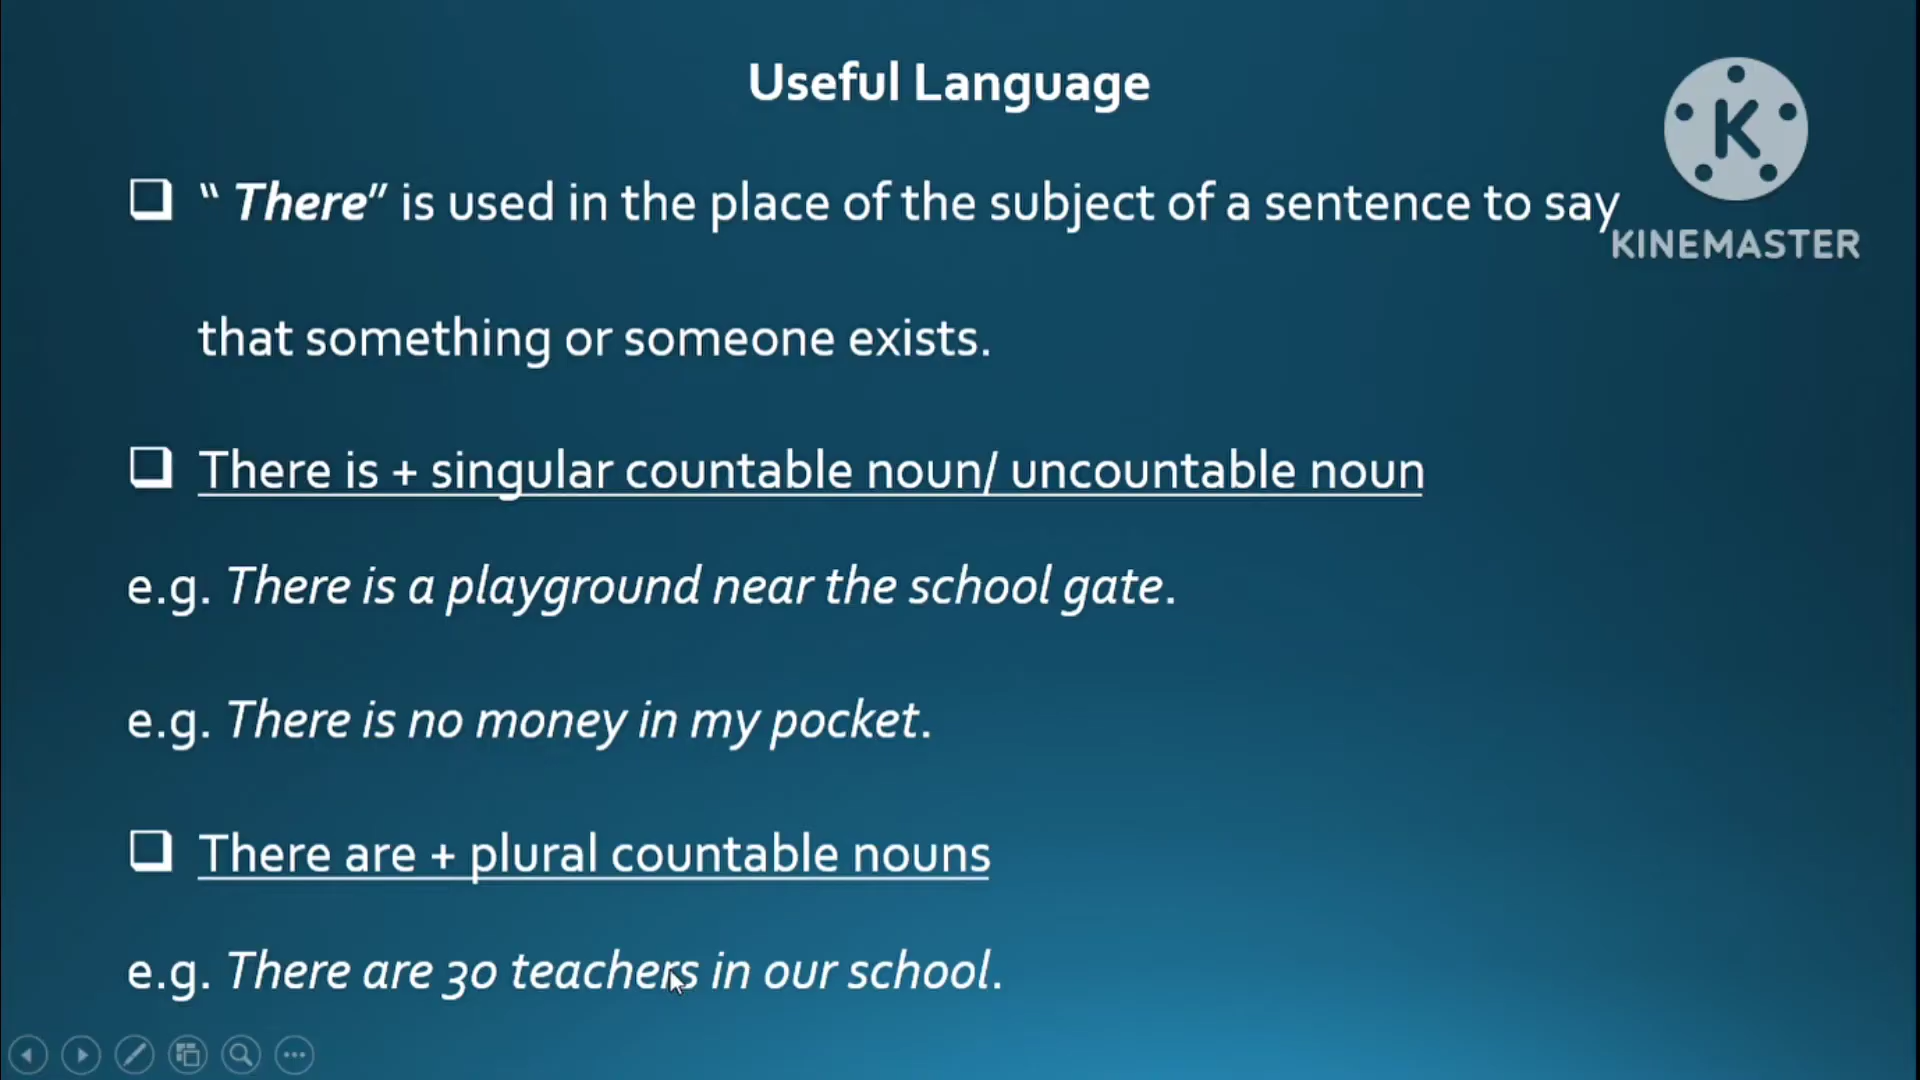 Useful Language
“ There” is used in the place of the subject of a sentence to say
K
KINEMASTER
that something or someone exists.
There is + singular countable noun/ uncountable noun
e.g. There is a playground near the school gate.
e.g. There is no money in my pocket.
There are + plural countable nouns
e.g. There are 30 teachers in our school.